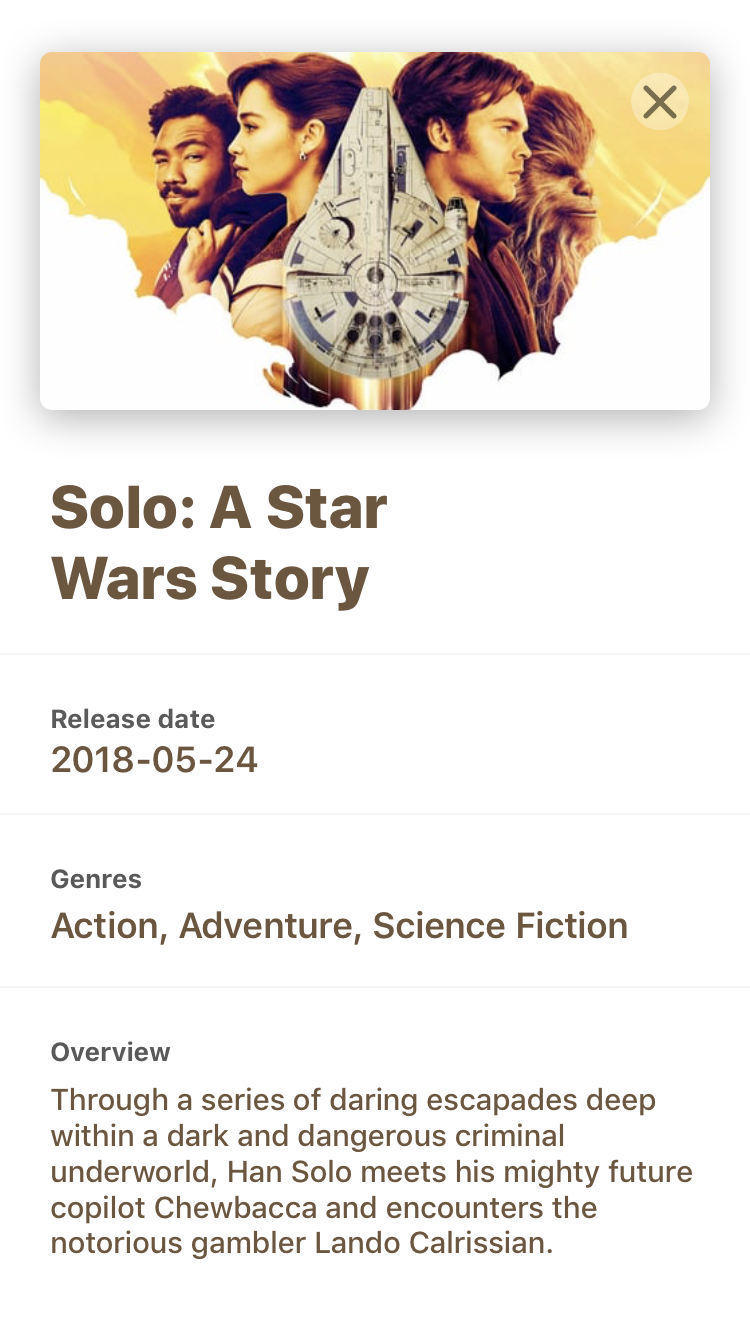 Solo: A Star
Wars Story
Release date
2018-05-24
Genres
Action, Adventure, Science Fiction
Overview
Through a series of daring escapades deep
within a dark and dangerous criminal
underworld, Han Solo meets his mighty future
copilot Chewbacca and encounters the
notorious gambler Lando Calrissian.